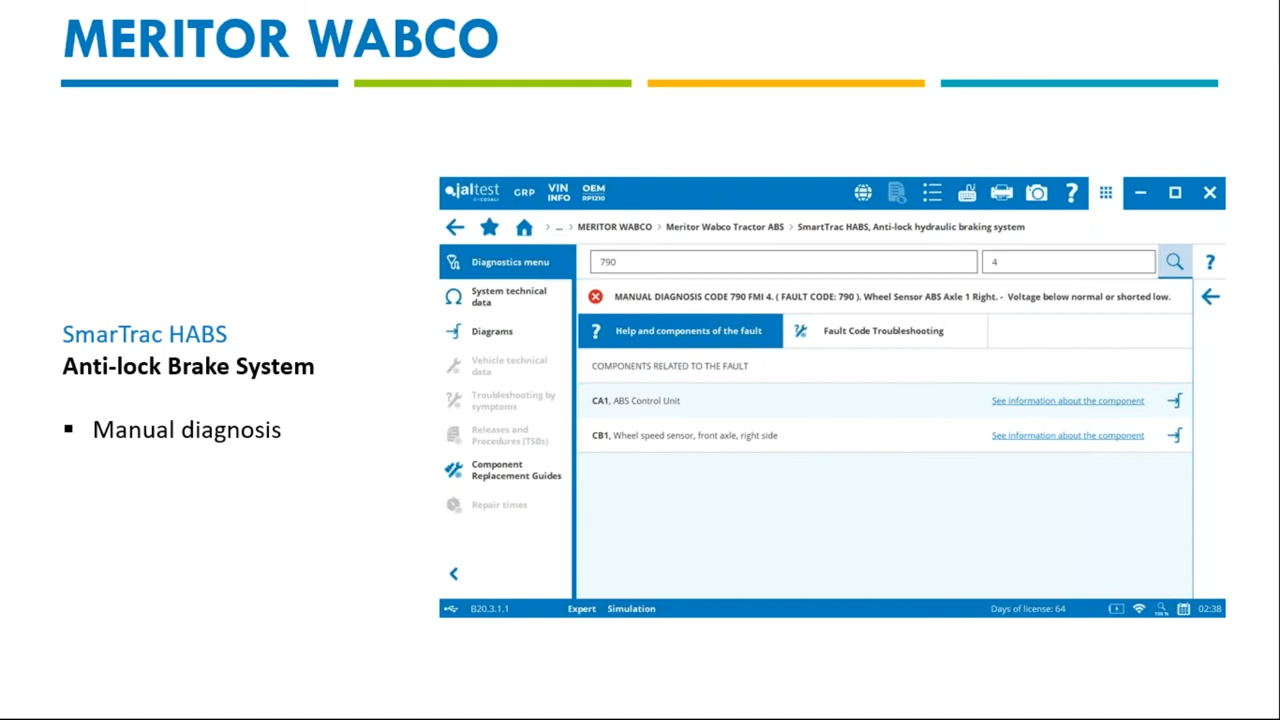 MERITOR WABCO
SmarTrac HABS
Anti-lock Brake System
▪ Manual diagnosis
jaltest
BY COJALI
GRP
VIN
INFO
OEM
RP1210
?
... > MERITOR WABCO > Meritor Wabco Tractor ABS > SmartTrac HABS, Anti-lock hydraulic braking system
Diagnostics menu
System technical
data
Diagrams
Vehicle technical
data
Troubleshooting by
symptoms
Releases and
Procedures (TSBs)
Component
Replacement Guides
Repair times
790
4
?
MANUAL DIAGNOSIS CODE 790 FMI 4. ( FAULT CODE: 790 ). Wheel Sensor ABS Axle 1 Right. - Voltage below normal or shorted low.
? Help and components of the fault
Fault Code Troubleshooting
COMPONENTS RELATED TO THE FAULT
CA1, ABS Control Unit
See information about the component
CB1, Wheel speed sensor, front axle, right side
See information about the component
B20.3.1.1
Expert
Simulation
Days of license: 64
100 %
02:38